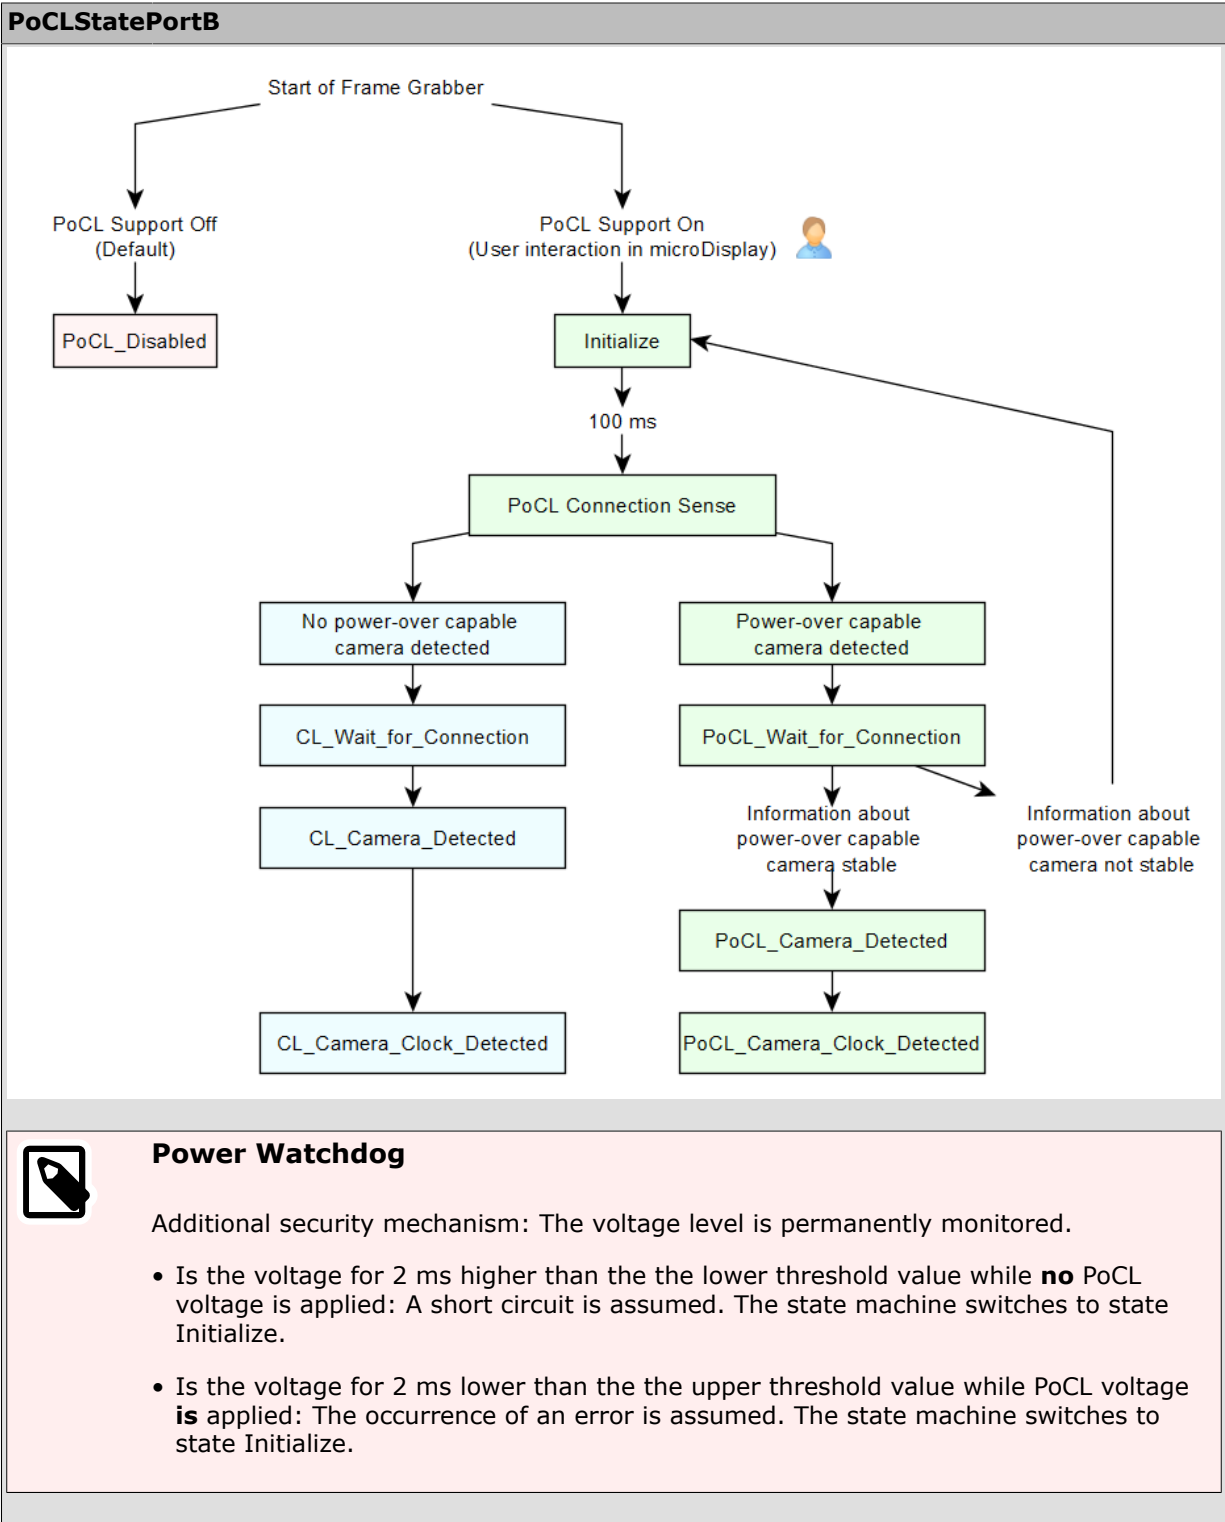 PoCLStatePortB
Start of Frame Grabber
PoCL Support Off
(Default)
PoCL Support On
(User interaction in microDisplay)
PoCL_Disabled
Initialize
100 ms
PoCL Connection Sense
No power-over capable
camera detected
Power-over capable
camera detected
CL_Wait_for_Connection
PoCL_Wait_for_Connection
CL_Camera_Detected
Information about
power-over capable
camera stable
Information about
power-over capable
camera not stable
PoCL_Camera_Detected
CL_Camera_Clock_Detected
PoCL_Camera_Clock_Detected
Power Watchdog
Additional security mechanism: The voltage level is permanently monitored.
• Is the voltage for 2 ms higher than the the lower threshold value while no PoCL
voltage is applied: A short circuit is assumed. The state machine switches to state
Initialize.
• Is the voltage for 2 ms lower than the the upper threshold value while PoCL voltage
is applied: The occurrence of an error is assumed. The state machine switches to
state Initialize.